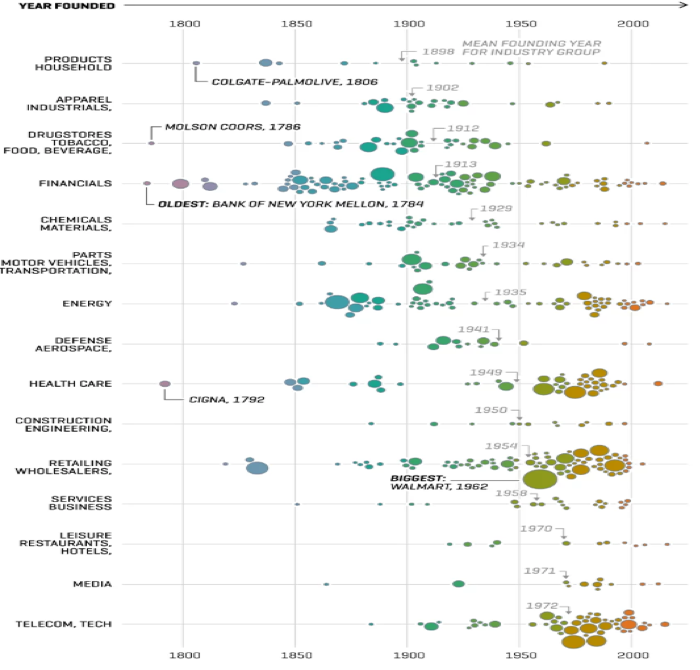 YEAR FOUNDED
1800 1850 1900 1950 2000
PRODUCTS
HOUSEHOLD
1898
MEAN FOUNDING YEAR
FOR INDUSTRY GROUP
COLGATE-PALMOLIVE, 1806
APPAREL
INDUSTRIALS,
1902
MOLSON COORS, 1786
DRUGSTORES
TOBACCO,
FOOD, BEVERAGE,
1912
FINANCIALS
1913
OLDEST: BANK OF NEW YORK MELLON, 1784
CHEMICALS
MATERIALS,
1929
PARTS
MOTOR VEHICLES,
TRANSPORTATION,
1934
ENERGY
1935
DEFENSE
AEROSPACE,
1941
HEALTH CARE
1949
CIGNA, 1792
CONSTRUCTION
ENGINEERING,
1950
RETAILING
WHOLESALERS,
1954
BIGGEST:
WALMART, 1962
SERVICES
BUSINESS
1958
LEISURE
RESTAURANTS,
HOTELS,
1970
MEDIA
1971
TELECOM, TECH
1972
1800 1850 1900 1950 2000